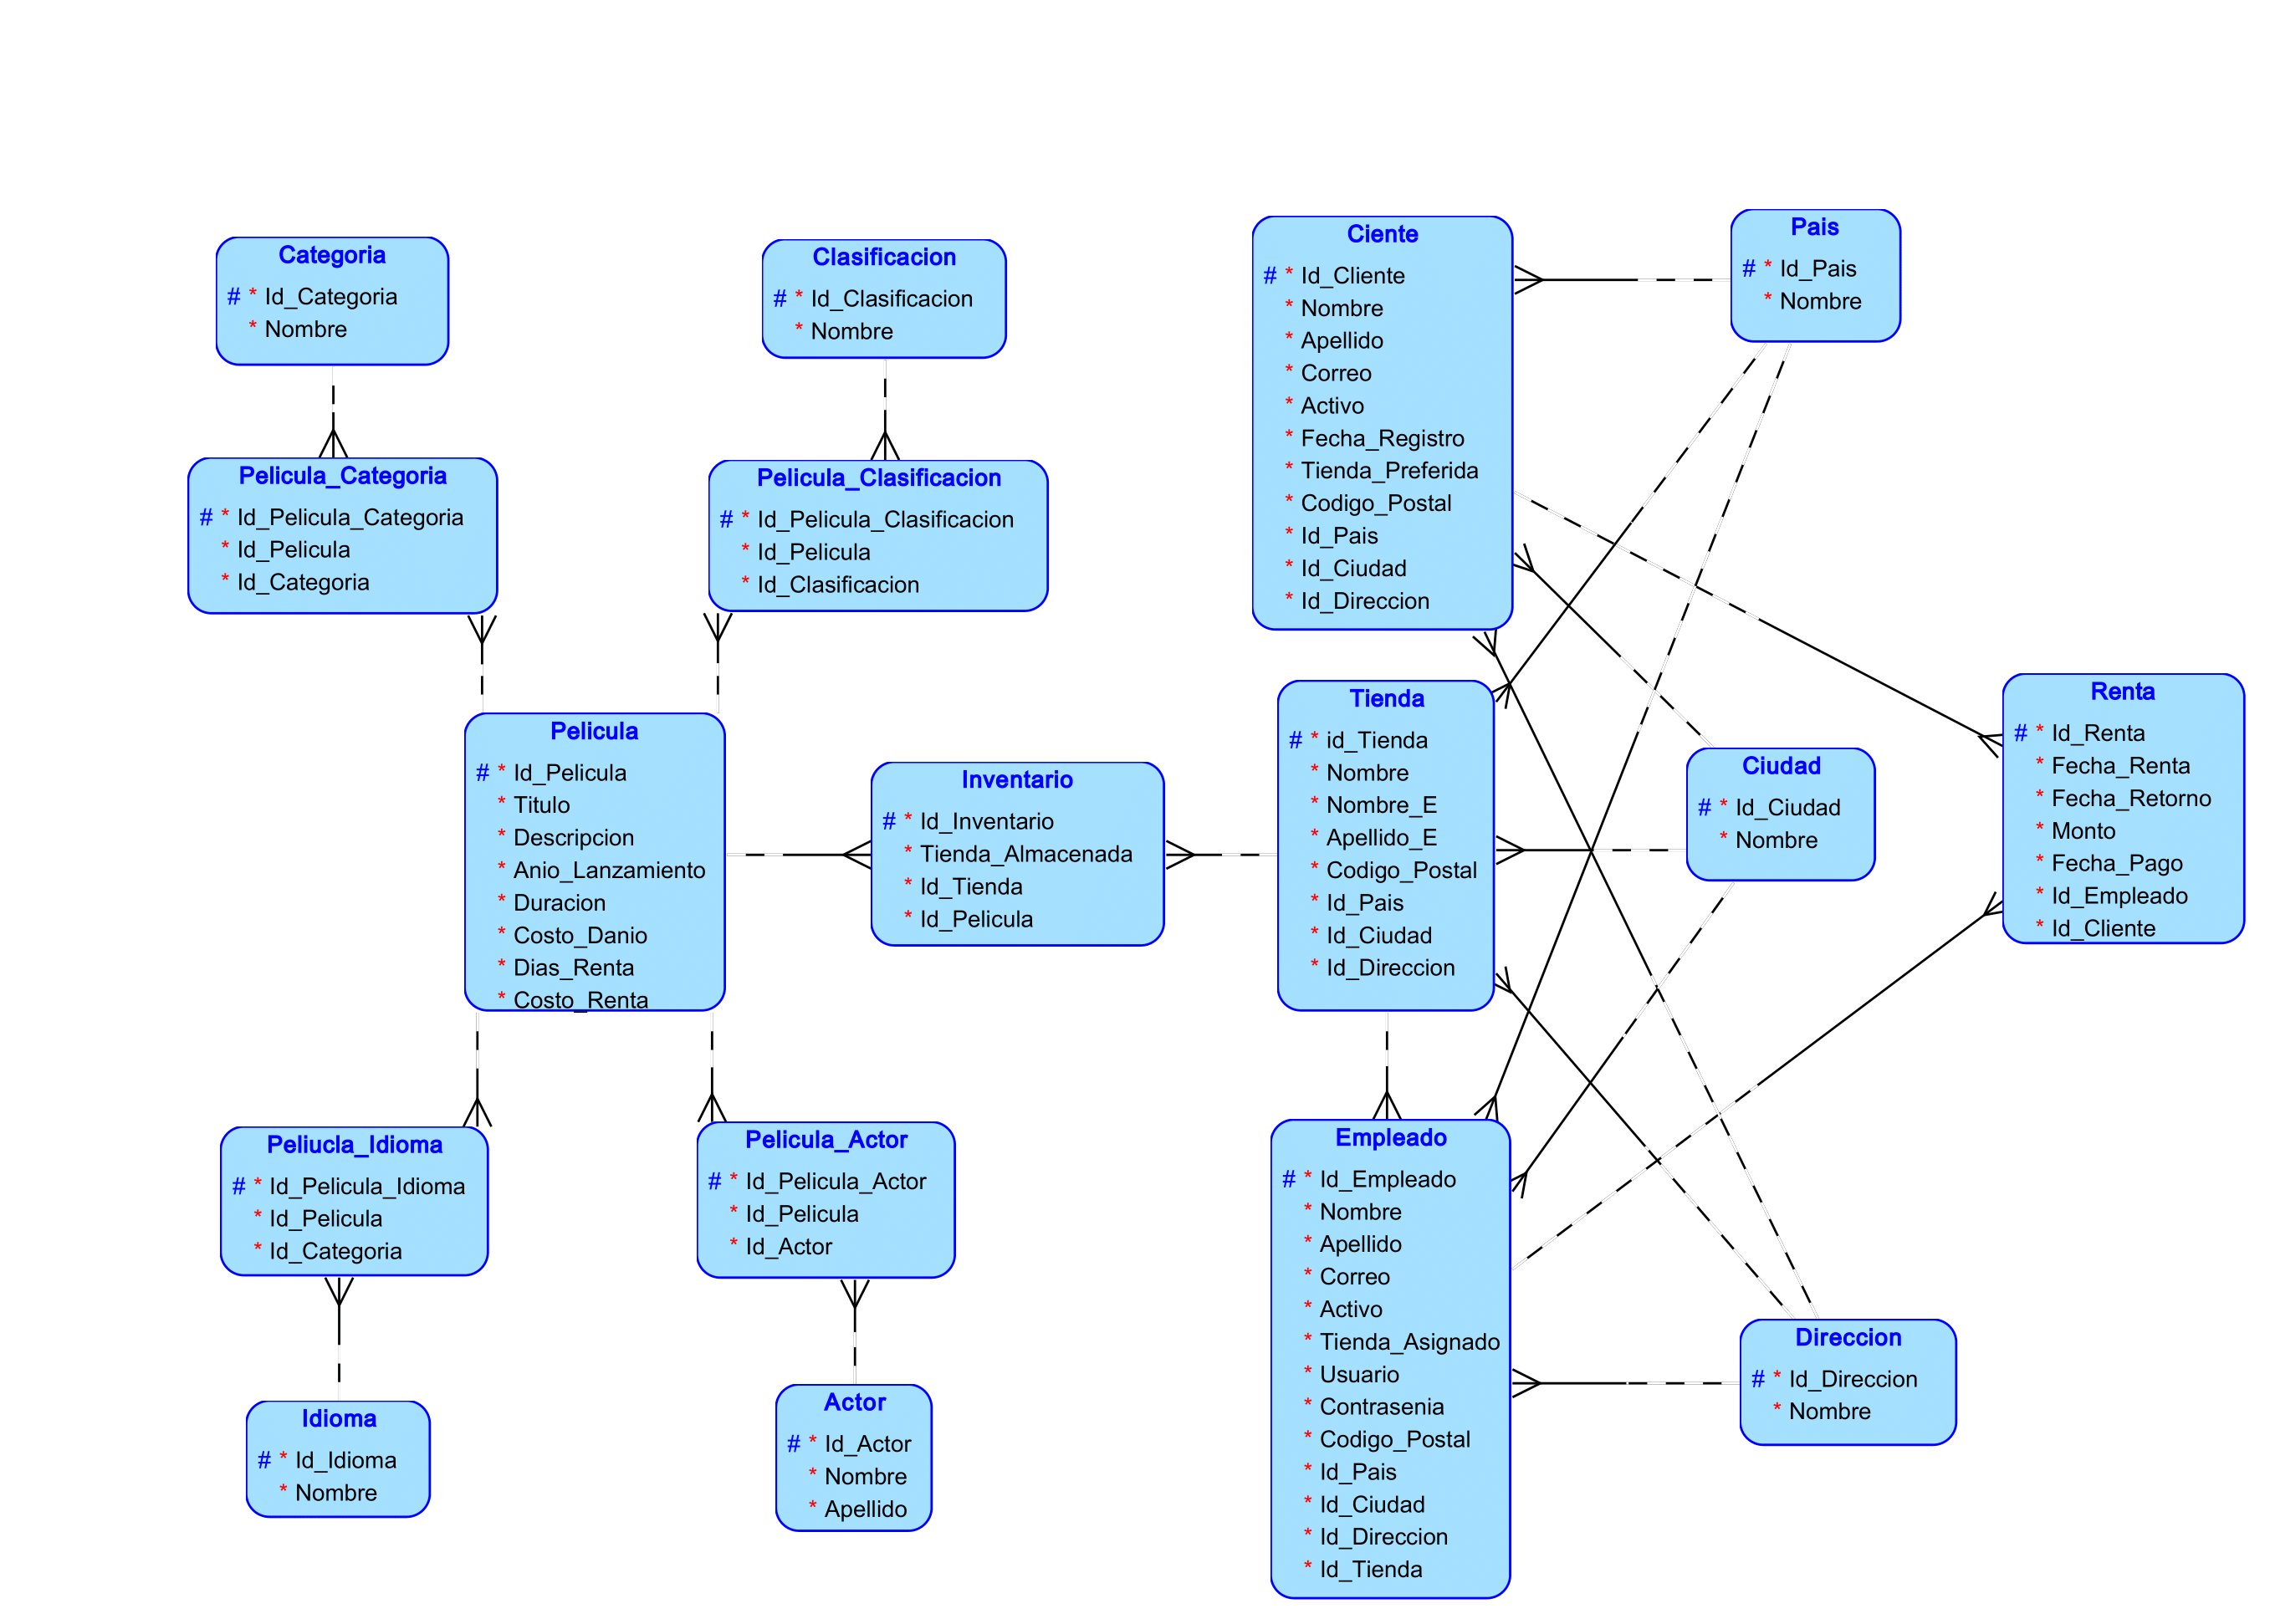 Categoria
# * Id_Categoria
* Nombre
Clasificacion
# * Id_Clasificacion
* Nombre
Ciente
# * Id_Cliente
* Nombre
* Apellido
* Correo
* Activo
* Fecha_Registro
* Tienda_Preferida
* Codigo_Postal
* Id_Pais
* Id_Ciudad
* Id_Direccion
Pais
# * Id_Pais
* Nombre
Pelicula_Categoria
# * Id_Pelicula_Categoria
* Id_Pelicula
* Id_Categoria
Pelicula_Clasificacion
# * Id_Pelicula_Clasificacion
* Id_Pelicula
* Id_Clasificacion
Pelicula
# * Id_Pelicula
* Titulo
* Descripcion
* Anio_Lanzamiento
* Duracion
* Costo_Danio
* Dias_Renta
* Costo_Renta
Inventario
# * Id_Inventario
* Tienda_Almacenada
* Id_Tienda
* Id_Pelicula
Tienda
# * id_Tienda
* Nombre
* Nombre_E
* Apellido_E
* Codigo_Postal
* Id_Pais
* Id_Ciudad
* Id_Direccion
Ciudad
# * Id_Ciudad
* Nombre
Renta
# * Id_Renta
* Fecha_Renta
* Fecha_Retorno
* Monto
* Fecha_Pago
* Id_Empleado
* Id_Cliente
Peliucla_Idioma
# * Id_Pelicula_Idioma
* Id_Pelicula
* Id_Categoria
Pelicula_Actor
# * Id_Pelicula_Actor
* Id_Pelicula
* Id_Actor
Empleado
# * Id_Empleado
* Nombre
* Apellido
* Correo
* Activo
* Tienda_Asignado
* Usuario
* Contrasenia
* Codigo_Postal
* Id_Pais
* Id_Ciudad
* Id_Direccion
* Id_Tienda
Direccion
# * Id_Direccion
* Nombre
Idioma
# * Id_Idioma
* Nombre
Actor
# * Id_Actor
* Nombre
* Apellido